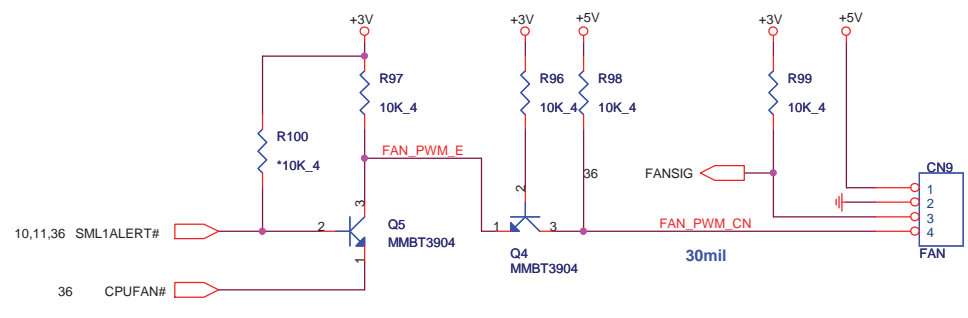 +3V
+3V
+5V
+3V
+5V
R97
10K_4
R96
10K_4
R98
10K_4
R99
10K_4
R100
*10K_4
FAN_PWM_E
36
FANSIG
CN9
1
2
3
4
FAN
2
1
3
Q4
MMBT3904
FAN_PWM_CN
30mil
3
2
1
Q5
MMBT3904
10,11,36 SML1ALERT#
36 CPUFAN#